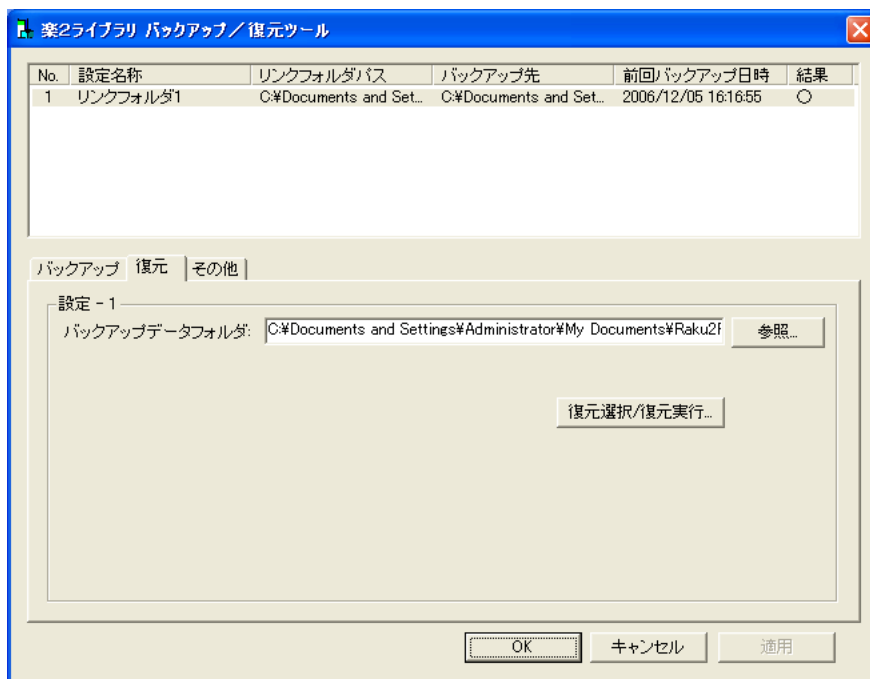 楽2ライブラリ バックアップ／復元ツール
No. 設定名称 リンクフォルダパス バックアップ先 前回バックアップ日時 結果
1 リンクフォルダ1 C:¥Documents and Set... C:¥Documents and Set... 2006/12/05 16:16:55 ○
バックアップ 復元 その他
設定 - 1
バックアップデータフォルダ: C:¥Documents and Settings¥Administrator¥My Documents¥Raku2F 参照...
復元選択/復元実行...
OK キャンセル 適用